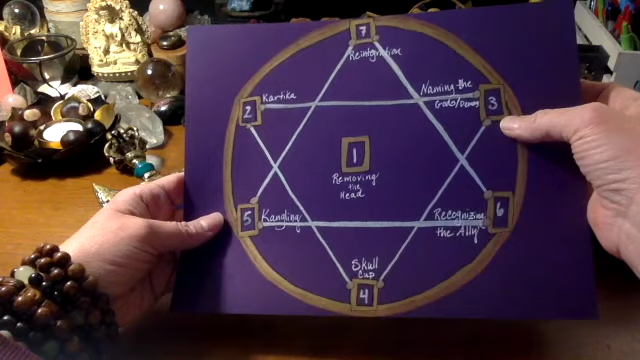 7
Reintegration
2
Kartika
Naming the
Gods/Demons
3
1
Removing
the
Head
5
Kangling
Recognizing
the Ally
6
Skull
Cup
4